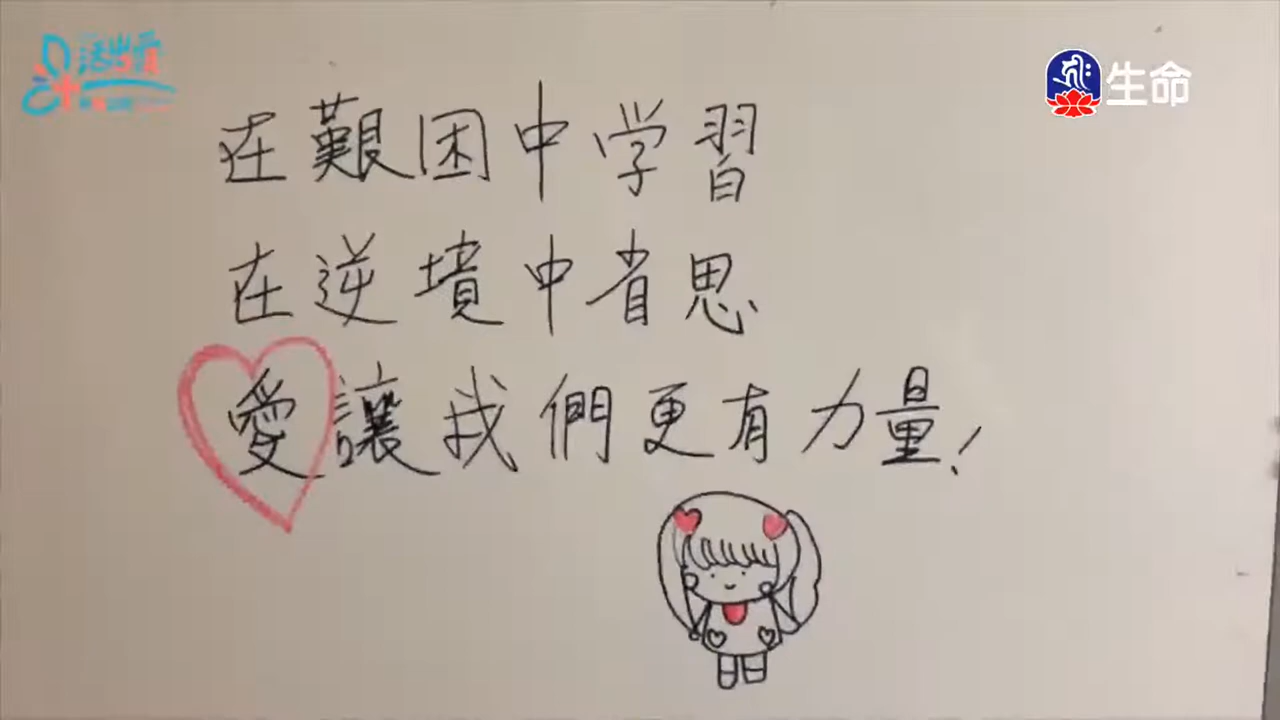 生命
在艱困中学習
在逆境中省思
愛讓我們更有力量!